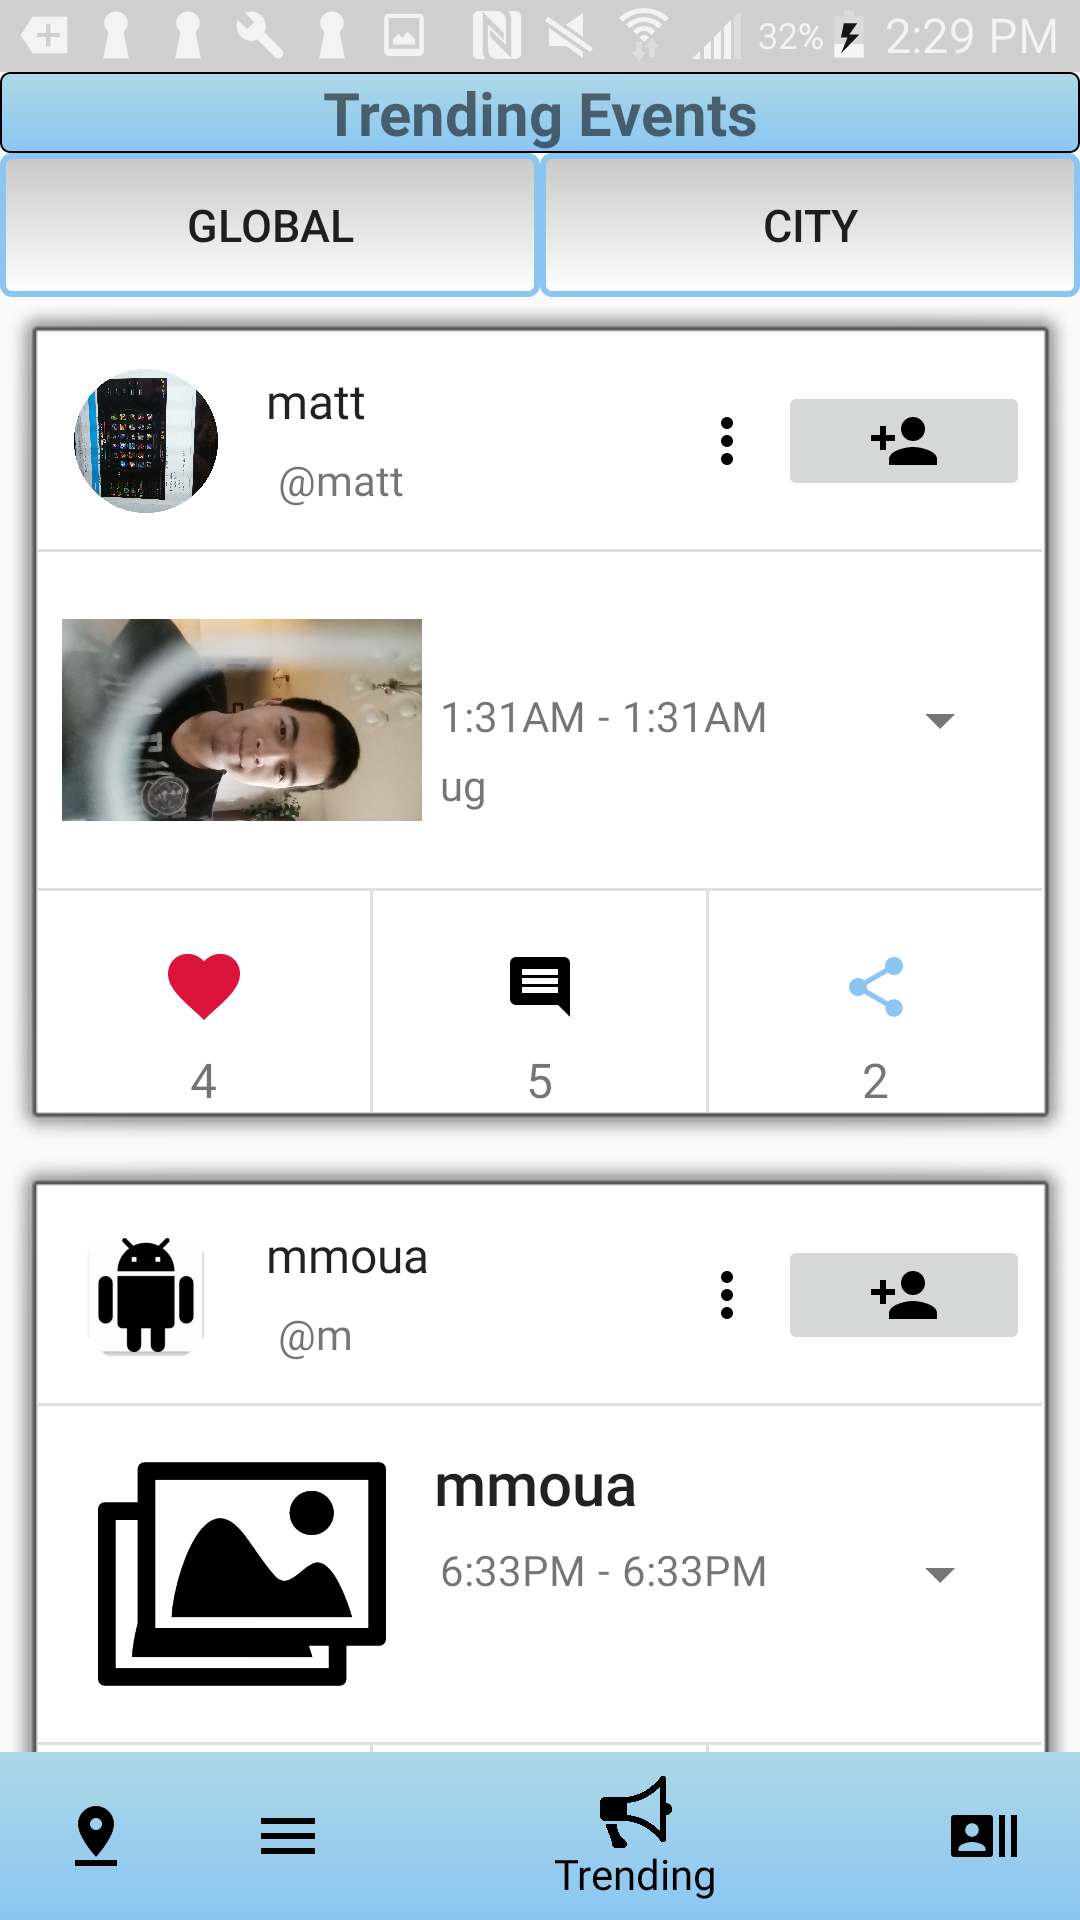 32% 2:29 PM
Trending Events
GLOBAL CITY
matt
@matt
1:31AM - 1:31AM
ug
4 5 2
mmoua
@m
mmoua
6:33PM - 6:33PM
Trending